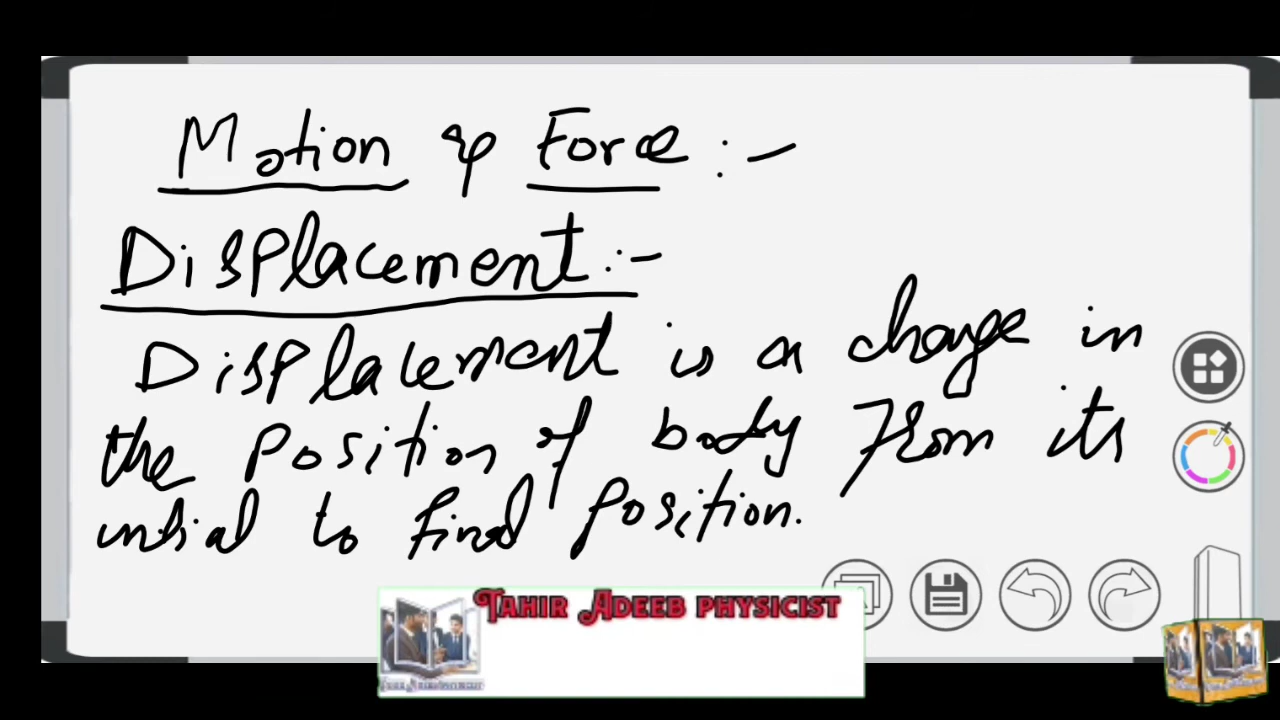 Motion & Force :-
Displacement :-
Displacement is a change in
the position of body from its
initial to final position.
TAHIR ADEEB PHYSICIST